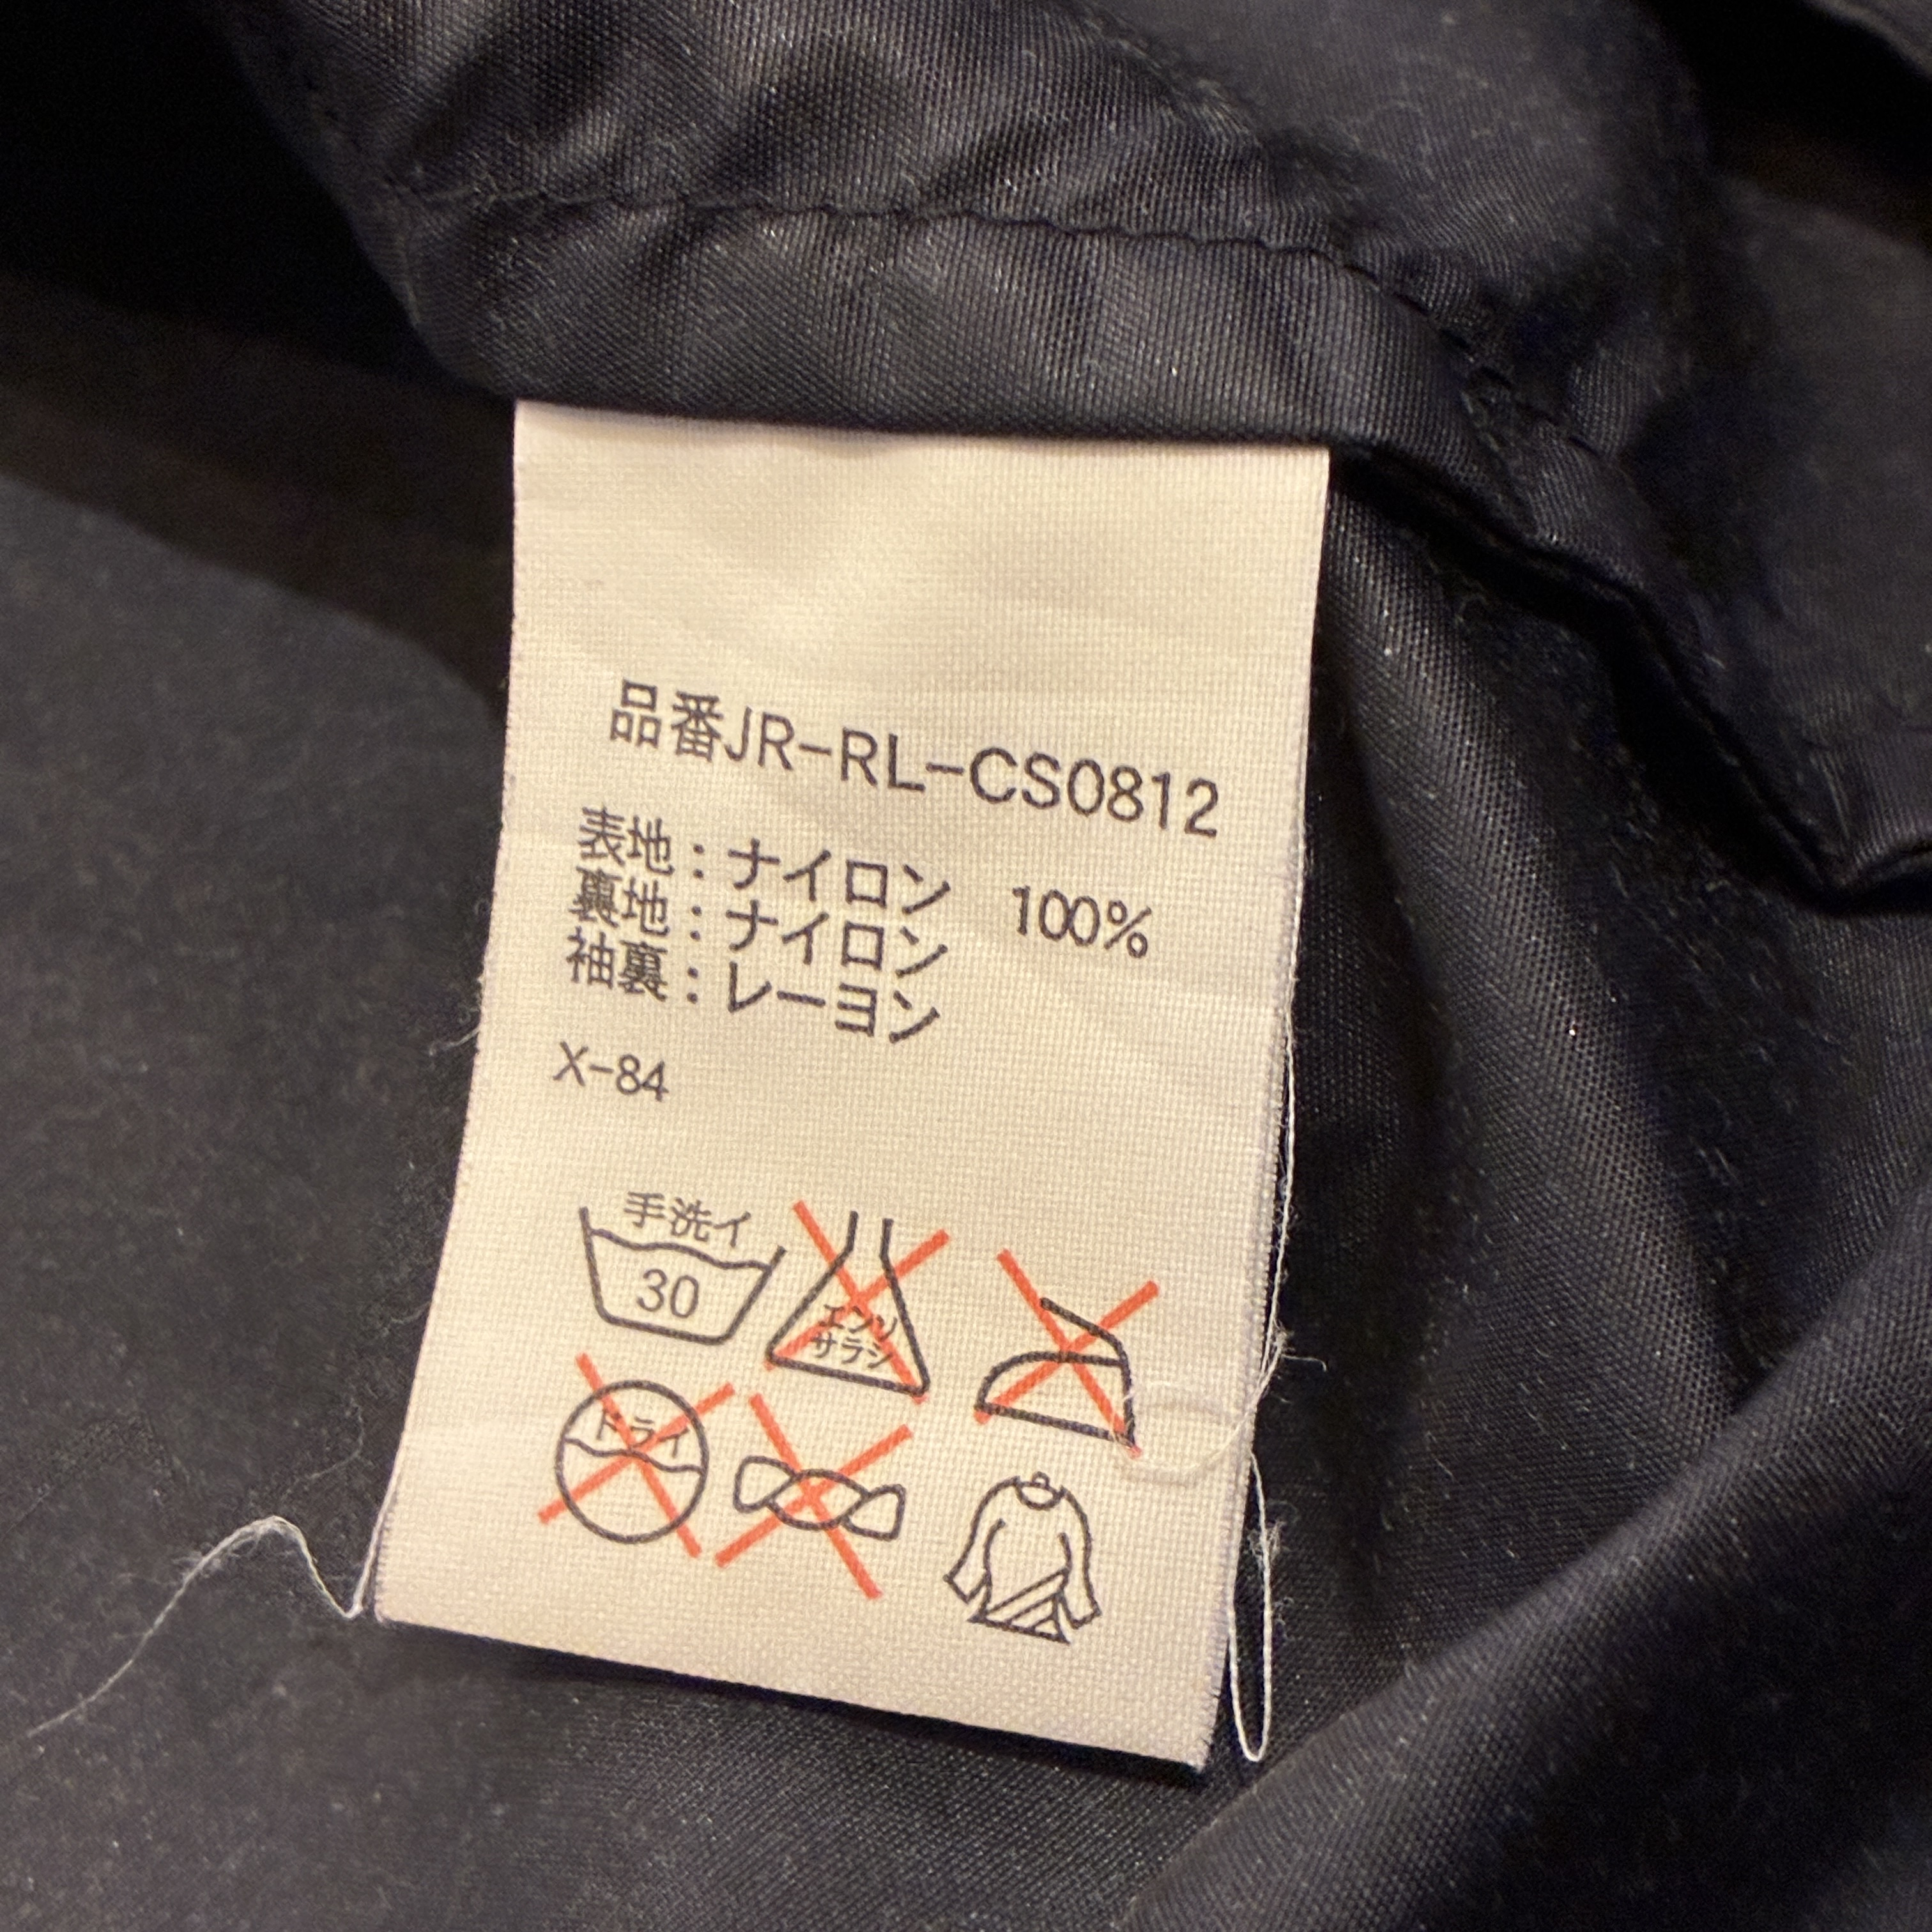 品番JR-RL-CS0812
表地：ナイロン 100%
裏地：ナイロン
袖裏：レーヨン
X-84
手洗イ
30
エンソ
サラシ
ドライ